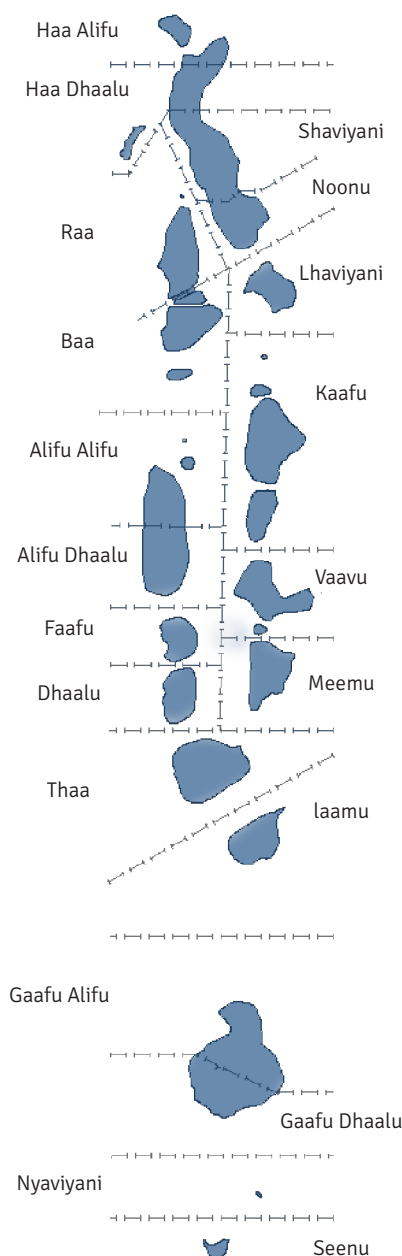 Haa Alifu
Haa Dhaalu
Shaviyani
Noonu
Raa
Lhaviyani
Baa
Kaafu
Alifu Alifu
Alifu Dhaalu
Vaavu
Faafu
Meemu
Dhaalu
Thaa
laamu
Gaafu Alifu
Gaafu Dhaalu
Nyaviyani
Seenu